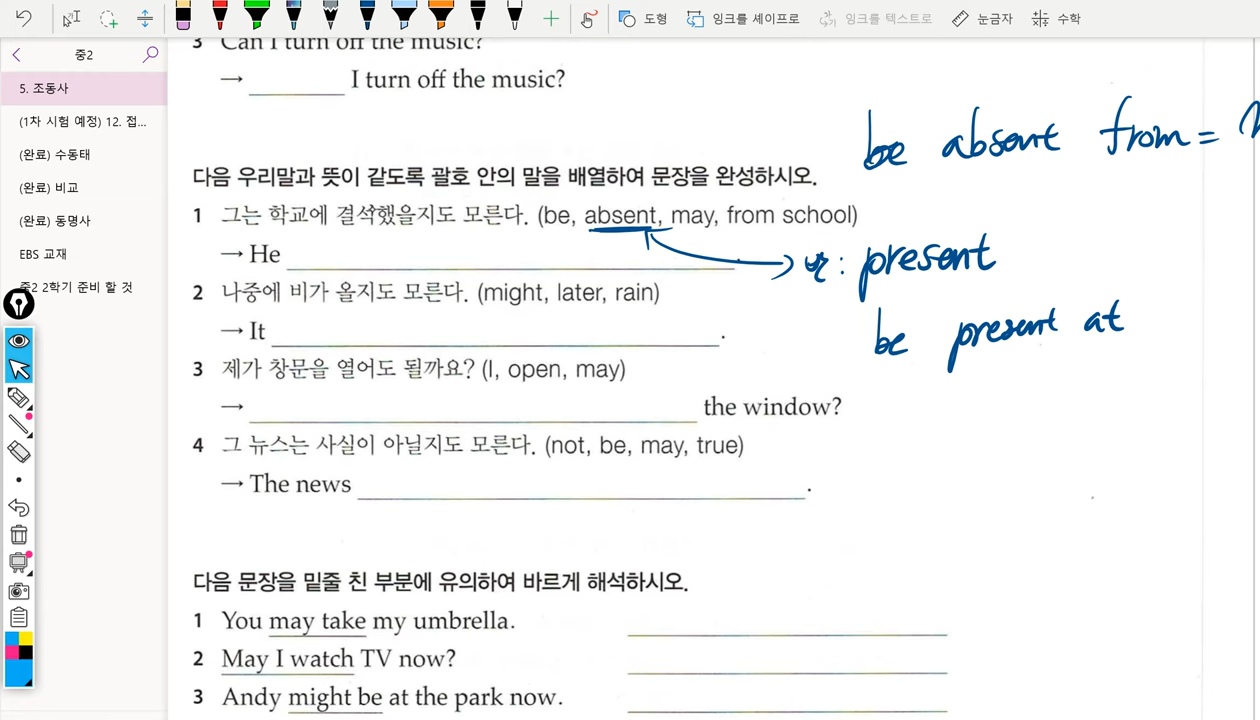 도형
잉크를 셰이프로
잉크를 텍스트로
눈금자
수학
중2
5. 조동사
(1차 시험 예정) 12. 접...
(완료) 수동태
(완료) 비교
(완료) 동명사
EBS 교재
중2 2학기 준비 할 것
3 Can I turn off the music?
→ ________ I turn off the music?
be absent from =
다음 우리말과 뜻이 같도록 괄호 안의 말을 배열하여 문장을 완성하시오.
1 그는 학교에 결석했을지도 모른다. (be, absent, may, from school)
→ He ________.
: present
2 나중에 비가 올지도 모른다. (might, later, rain)
→ It ________.
be present at
3 제가 창문을 열어도 될까요? (I, open, may)
→ ________ the window?
4 그 뉴스는 사실이 아닐지도 모른다. (not, be, may, true)
→ The news ________.
다음 문장을 밑줄 친 부분에 유의하여 바르게 해석하시오.
1 You may take my umbrella.
2 May I watch TV now?
3 Andy might be at the park now.